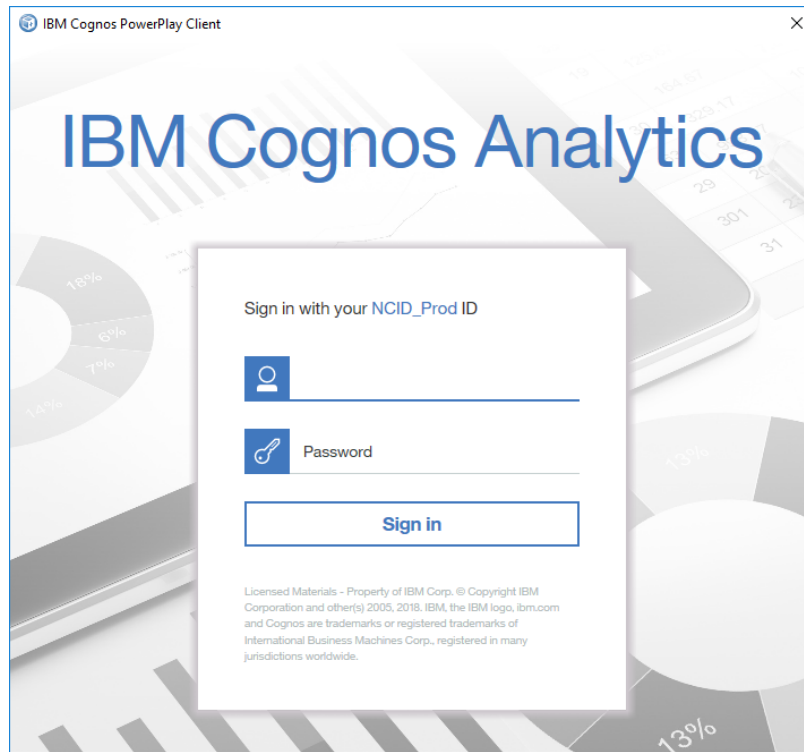 IBM Cognos PowerPlay Client
IBM Cognos Analytics
Sign in with your NCID_Prod ID
Password
Sign in
Licensed Materials - Property of IBM Corp. © Copyright IBM
Corporation and other(s) 2005, 2018. IBM, the IBM logo, ibm.com
and Cognos are trademarks or registered trademarks of
International Business Machines Corp., registered in many
jurisdictions worldwide.
18%
6%
7%
14%
13%
13%
29
301
31